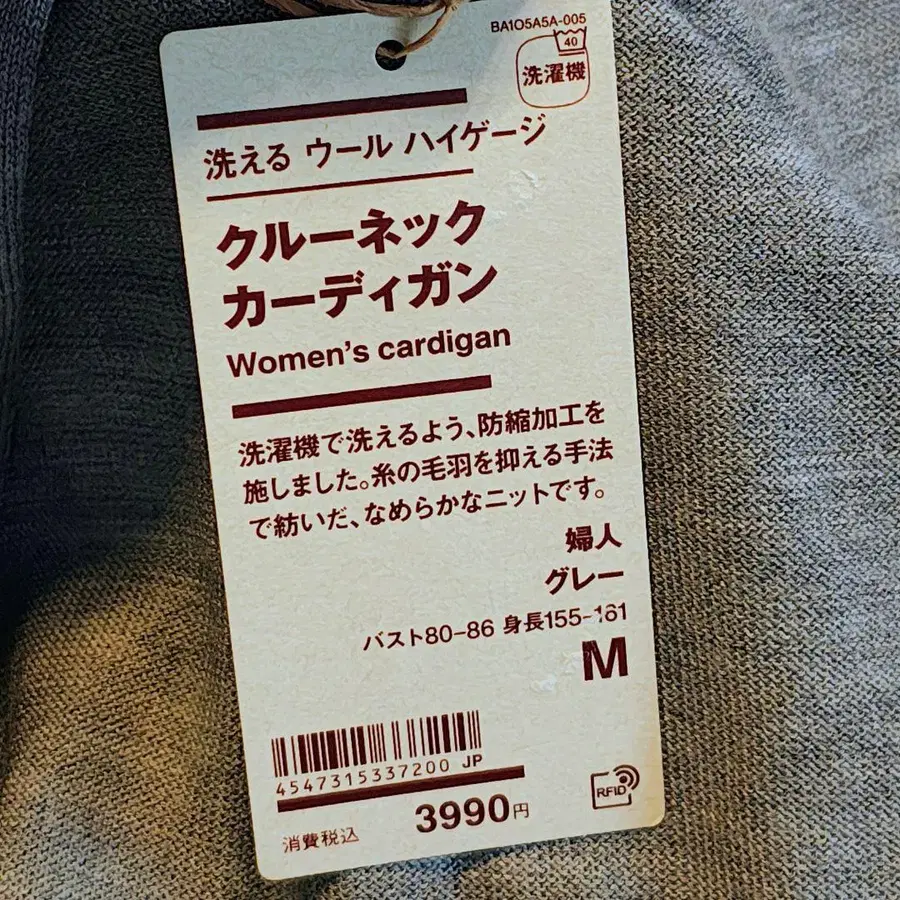 BA1O5A5A-005
40
洗濯機
洗える ウール ハイゲージ
クルーネック
カーディガン
Women's cardigan
洗濯機で洗えるよう、防縮加工を
施しました。糸の毛羽を抑える手法
で紡いだ、なめらかなニットです。
婦人
グレー
バスト80-86 身長155-161
M
4547315337200 JP
消費税込 3990円
RFID